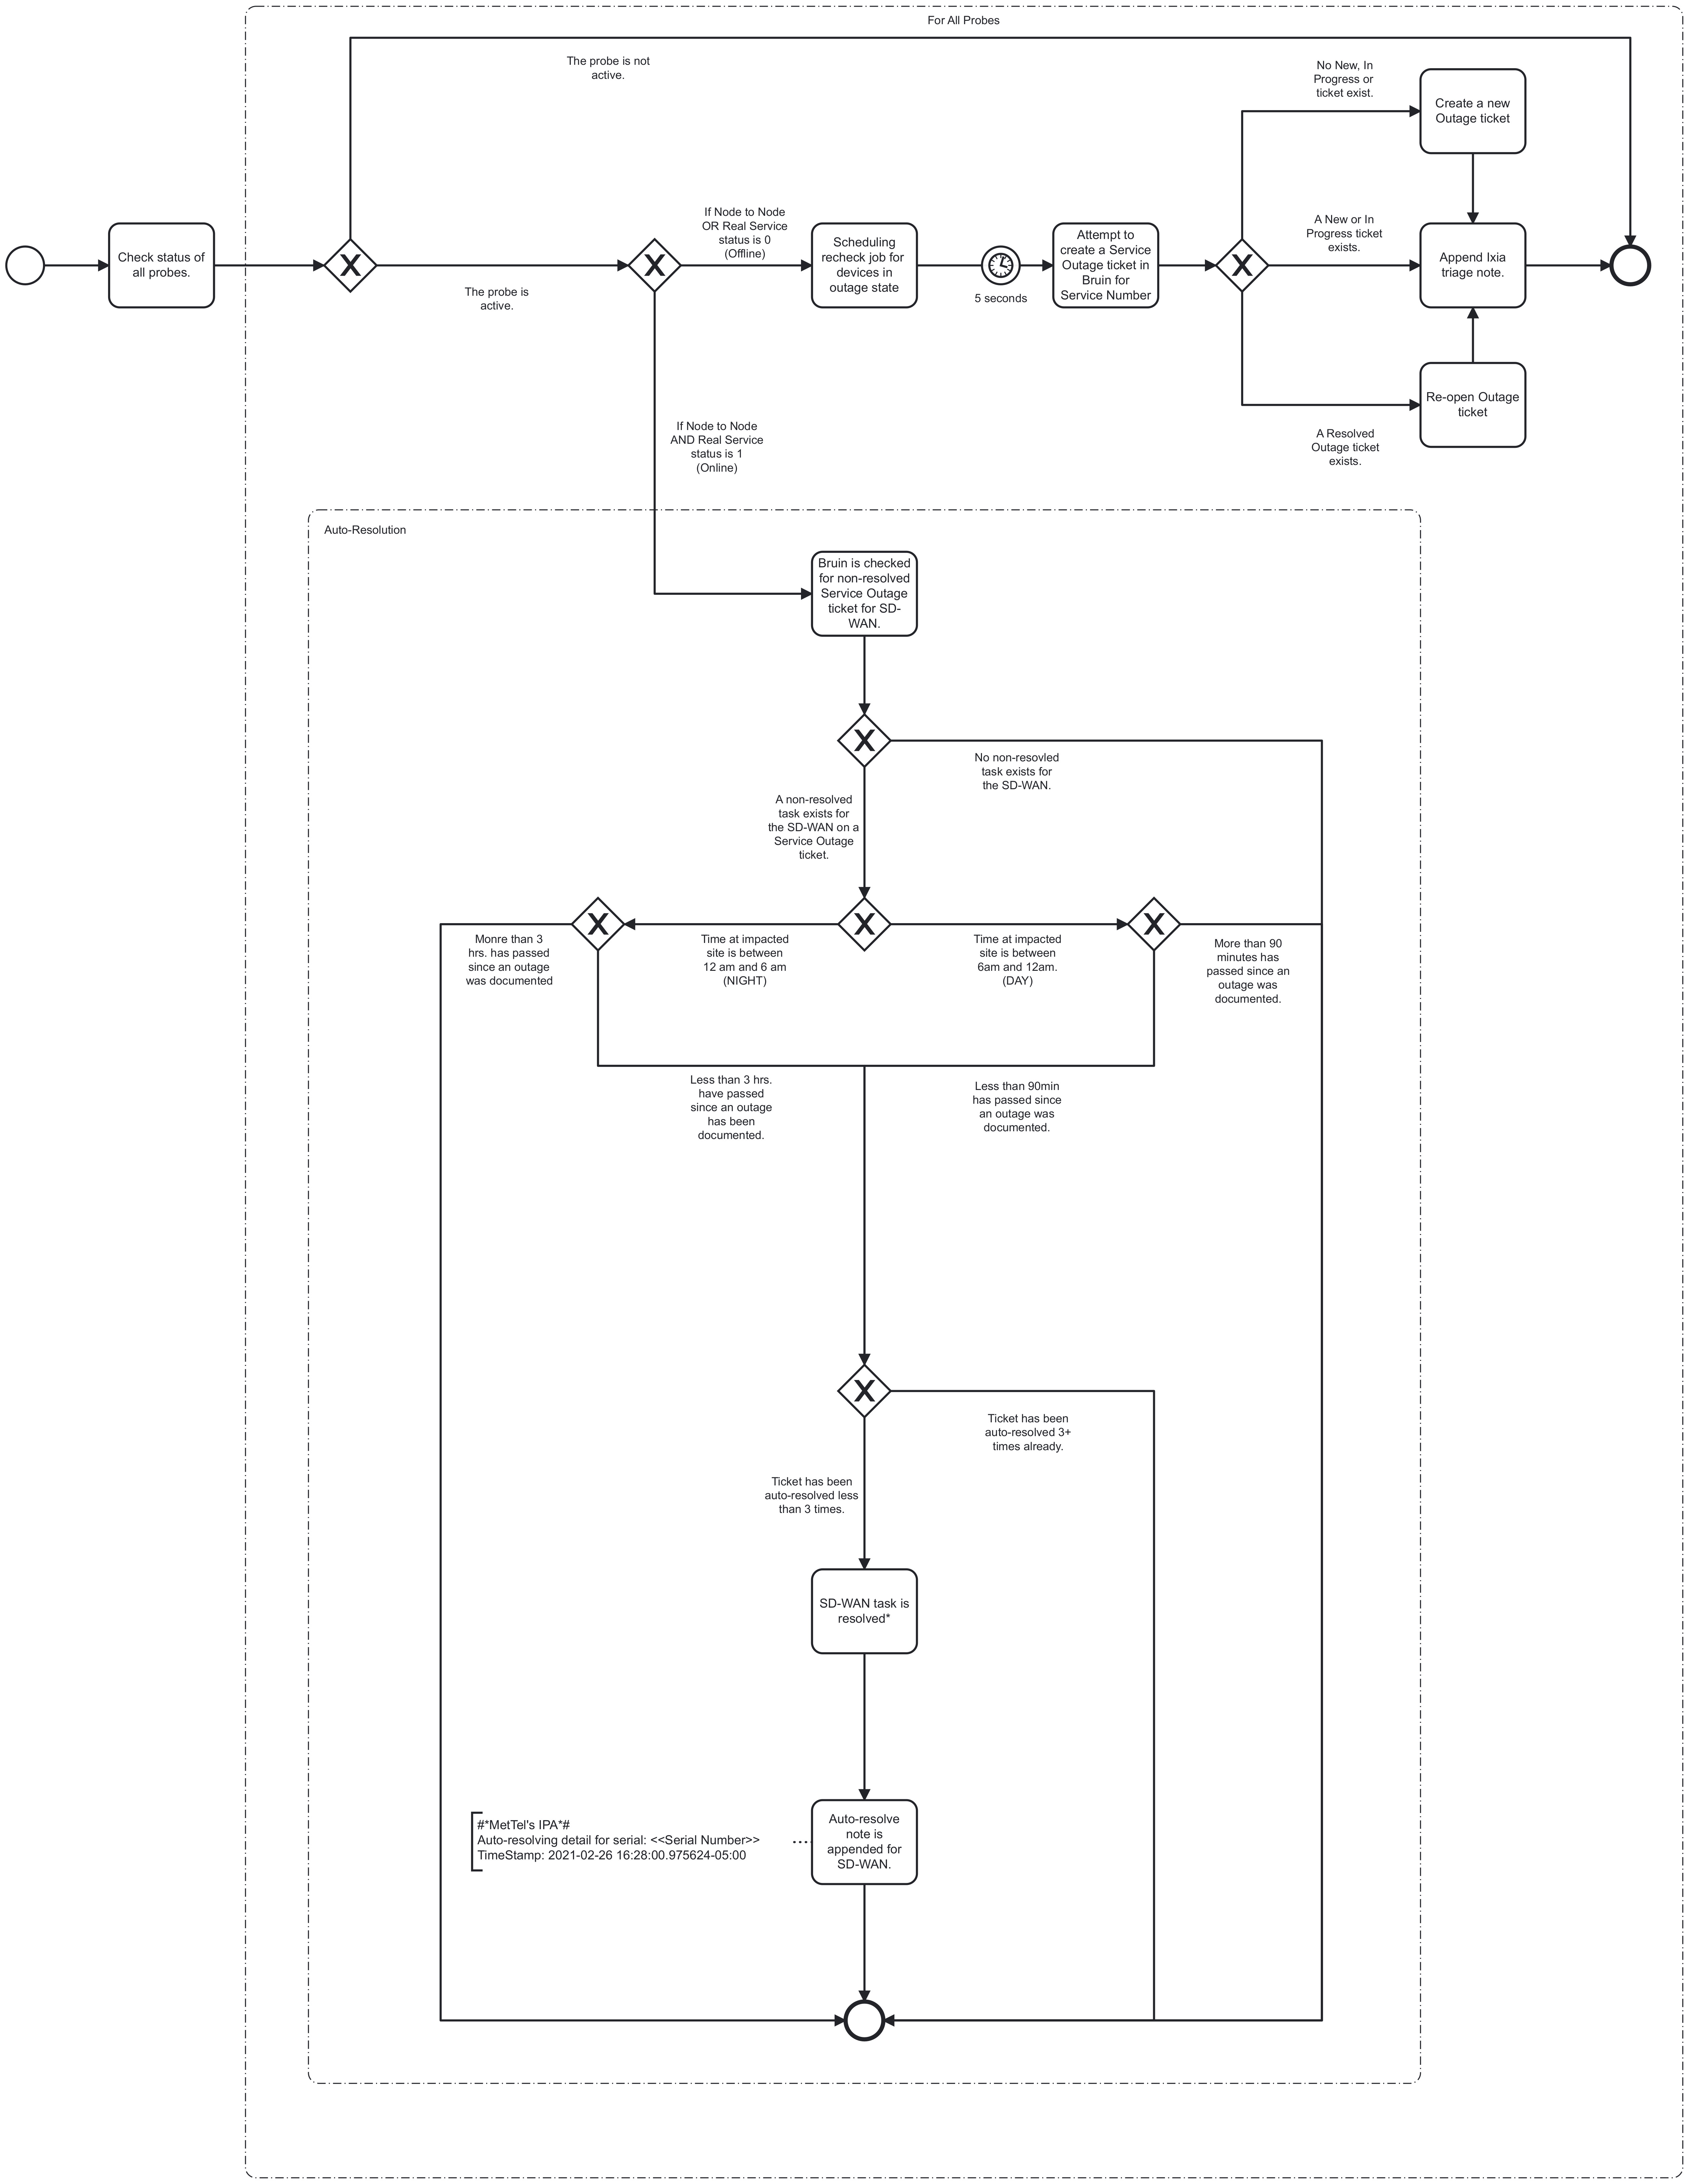 For All Probes
The probe is not
active.
No New, In
Progress or
ticket exist.
Create a new
Outage ticket
Check status of
all probes.
X
The probe is
active.
X
If Node to Node
OR Real Service
status is 0
(Offline)
Scheduling
recheck job for
devices in
outage state
5 seconds
Attempt to
create a Service
Outage ticket in
Bruin for
Service Number
X
A New or In
Progress ticket
exists.
Append Ixia
triage note.
Re-open Outage
ticket
A Resolved
Outage ticket
exists.
If Node to Node
AND Real Service
status is 1
(Online)
Auto-Resolution
Bruin is checked
for non-resolved
Service Outage
ticket for SD-
WAN.
X
No non-resovled
task exists for
the SD-WAN.
A non-resolved
task exists for
the SD-WAN on a
Service Outage
ticket.
X
X
X
Monre than 3
hrs. has passed
since an outage
was documented
Time at impacted
site is between
12 am and 6 am
(NIGHT)
Time at impacted
site is between
6am and 12am.
(DAY)
More than 90
minutes has
passed since an
outage was
documented.
Less than 3 hrs.
have passed
since an outage
has been
documented.
Less than 90min
has passed since
an outage was
documented.
X
Ticket has been
auto-resolved 3+
times already.
Ticket has been
auto-resolved less
than 3 times.
SD-WAN task is
resolved*
#*MetTel's IPA*#
Auto-resolving detail for serial: <<Serial Number>>
TimeStamp: 2021-02-26 16:28:00.975624-05:00
Auto-resolve
note is
appended for
SD-WAN.